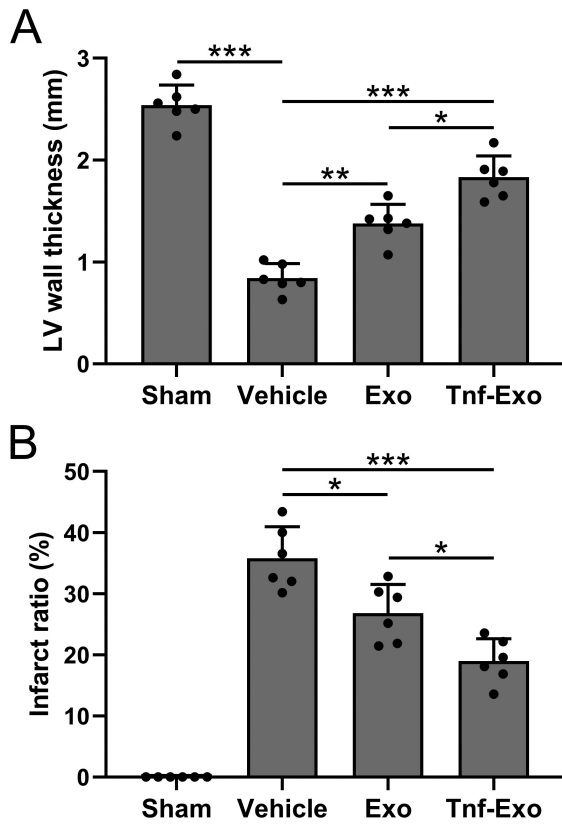 A
LV wall thickness (mm)
3
2
1
0
***
***
*
**
Sham Vehicle Exo Tnf-Exo
B
Infarct ratio (%)
50
40
30
20
10
0
***
*
*
Sham Vehicle Exo Tnf-Exo